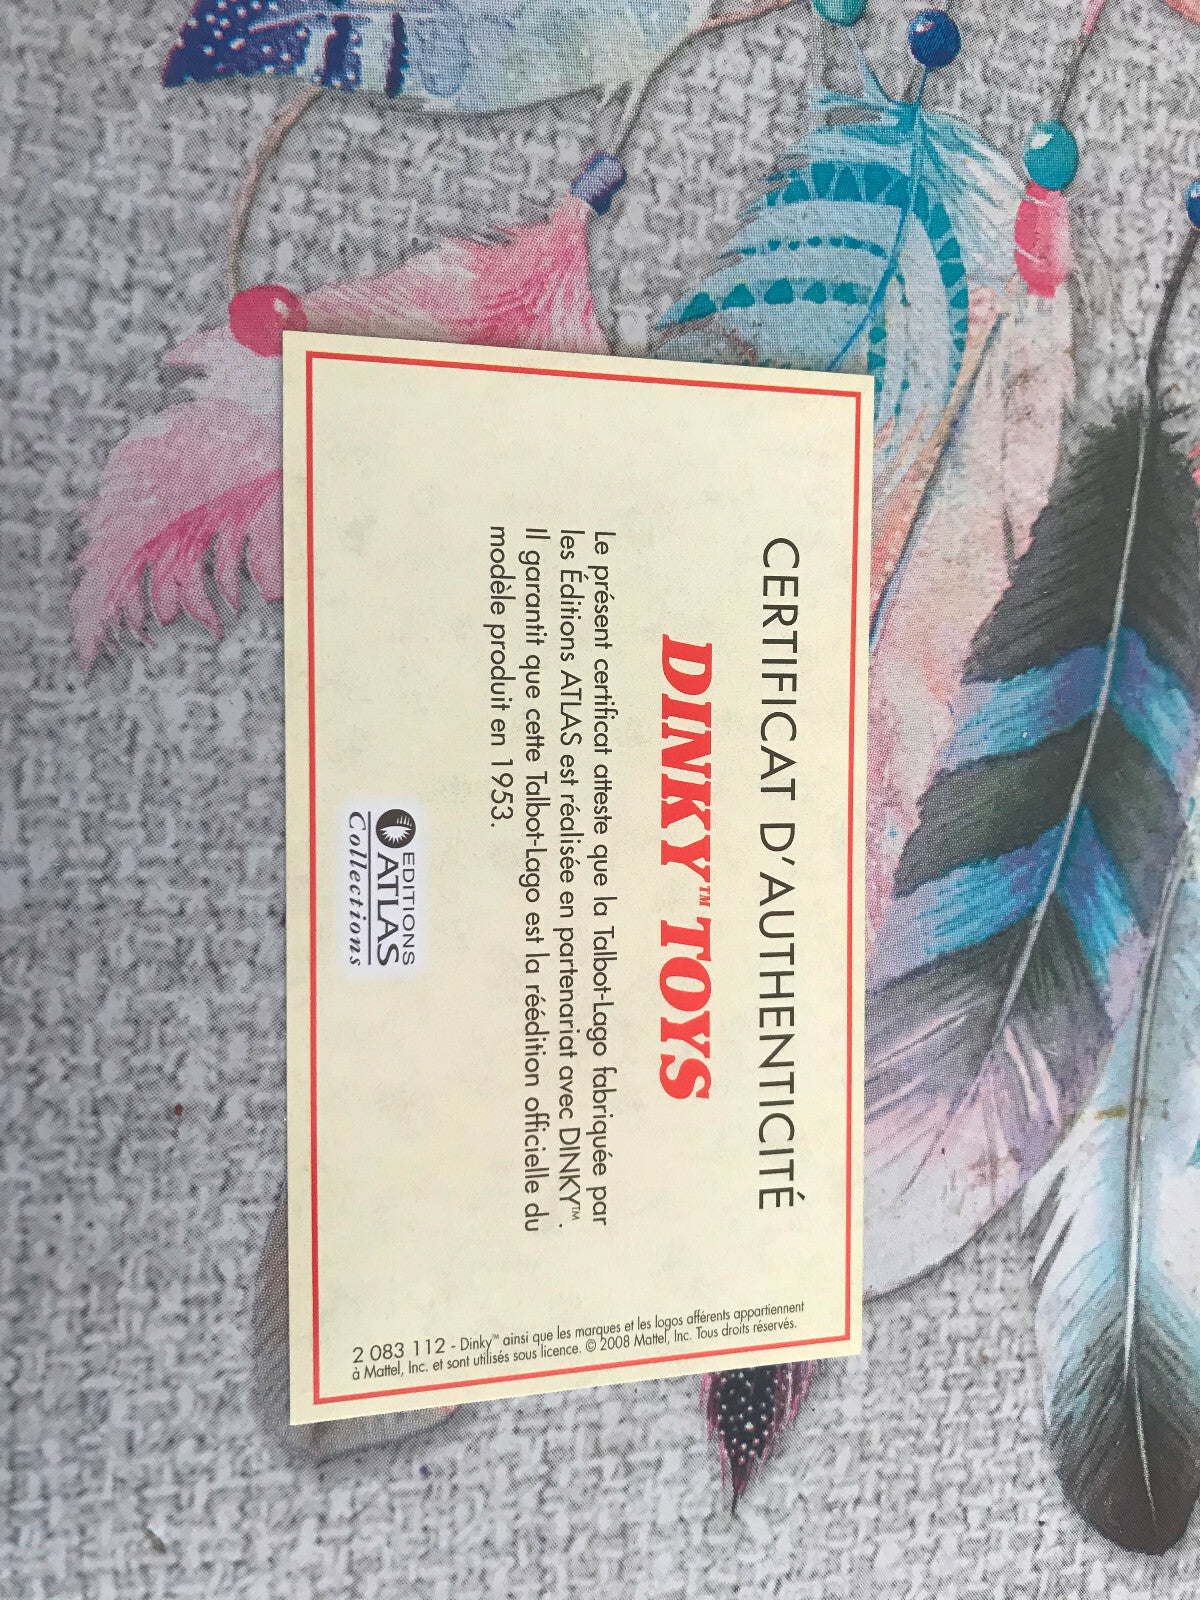 CERTIFICAT D'AUTHENTICITÉ
DINKY™ TOYS
Le présent certificat atteste que la Talbot-Lago fabriquée par
les Éditions ATLAS est réalisée en partenariat avec DINKY™.
Il garantit que cette Talbot-Lago est la réédition officielle du
modèle produit en 1953.
EDITIONS
ATLAS
Collections
2 083 112 - Dinky™ ainsi que les marques et les logos afférents appartiennent
à Mattel, Inc. et sont utilisés sous licence. © 2008 Mattel, Inc. Tous droits réservés.